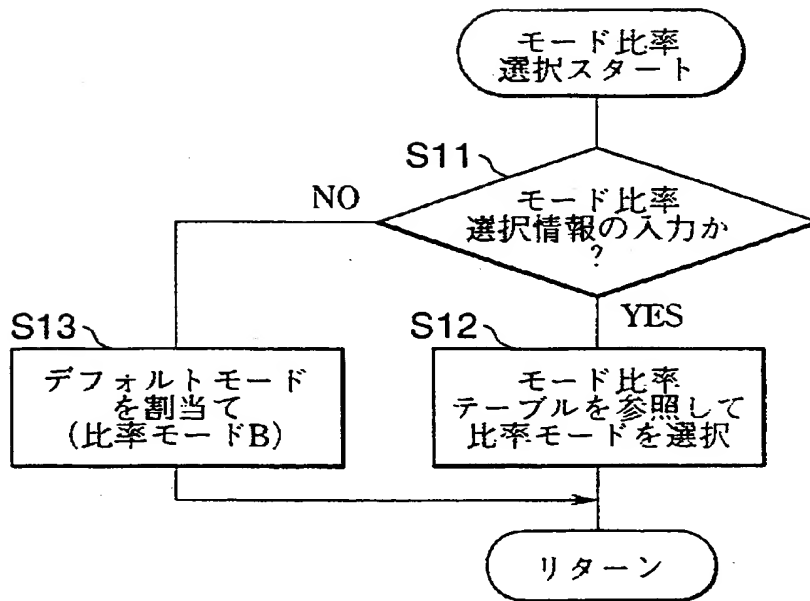 モード比率
選択スタート
S11
モード比率
選択情報の入力か
?
NO
YES
S13
デフォルトモード
を割当て
(比率モードB)
S12
モード比率
テーブルを参照して
比率モードを選択
リターン